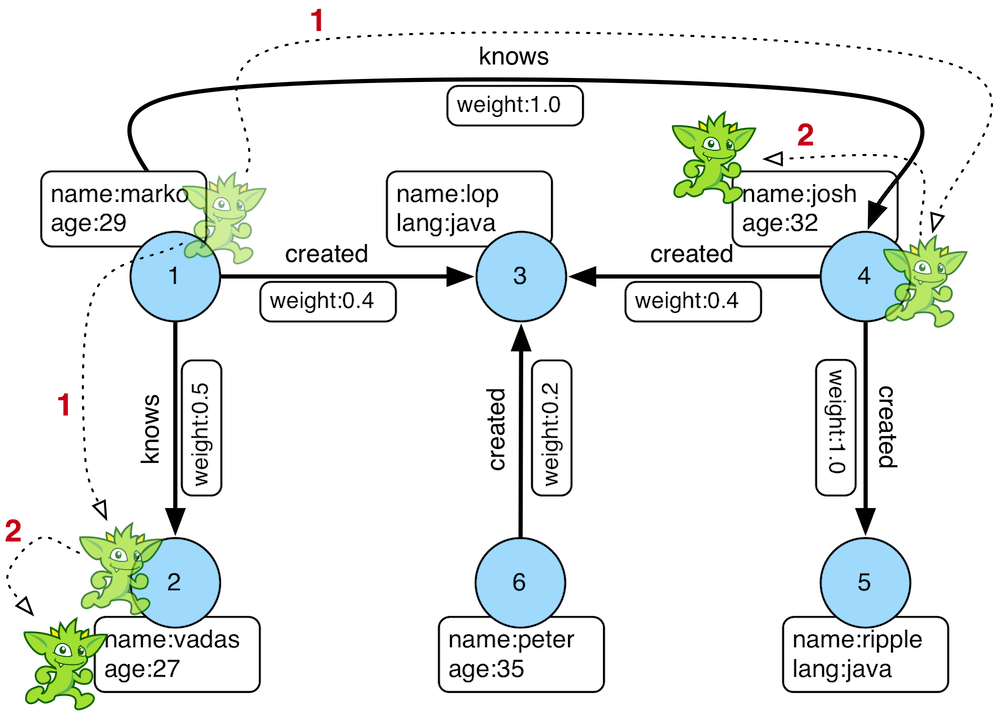 1
knows
weight:1.0
2
name:marko
age:29
name:lop
lang:java
name:josh
age:32
created
created
1
3
4
weight:0.4
weight:0.4
1
knows
weight:0.5
created
weight:0.2
weight:1.0
created
2
2
6
5
name:vadas
age:27
name:peter
age:35
name:ripple
lang:java